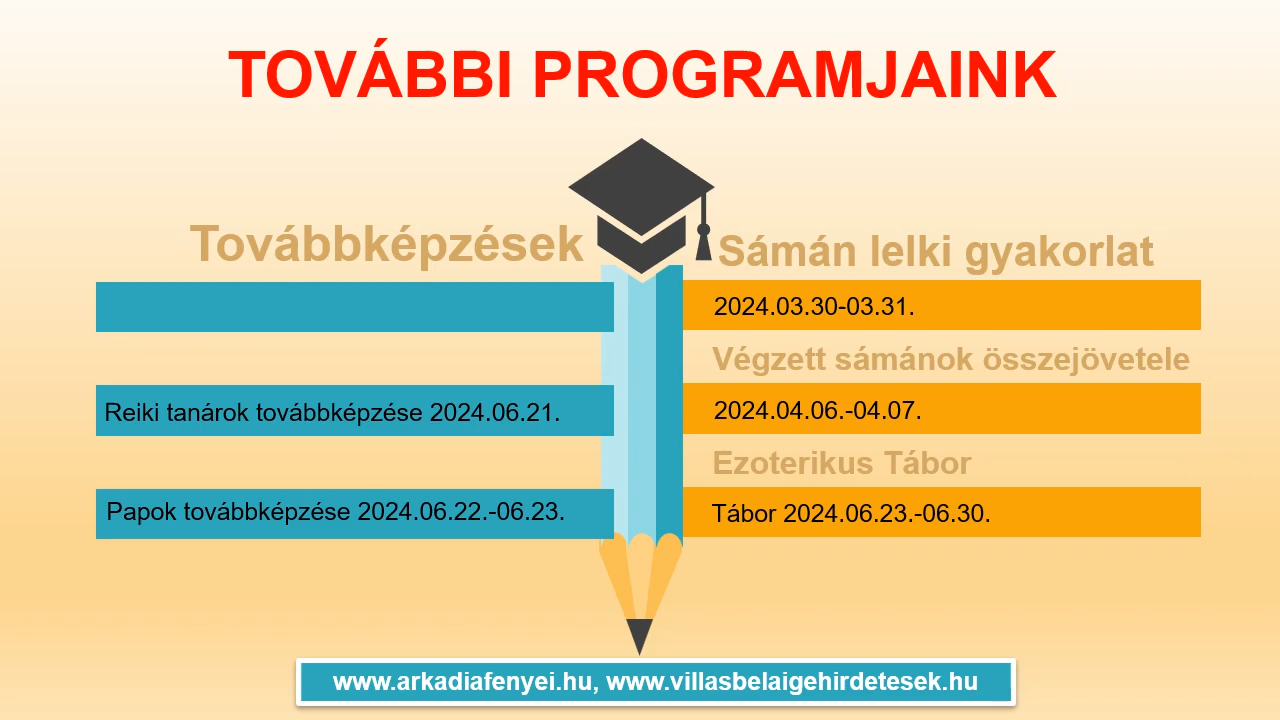 TOVÁBBI PROGRAMJAINK
Továbbképzések
Reiki tanárok továbbképzése 2024.06.21.
Papok továbbképzése 2024.06.22.-06.23.
Sámán lelki gyakorlat
2024.03.30-03.31.
Végzett sámánok összejövetele
2024.04.06.-04.07.
Ezoterikus Tábor
Tábor 2024.06.23.-06.30.
www.arkadiafenyei.hu, www.villasbelaigehirdetesek.hu